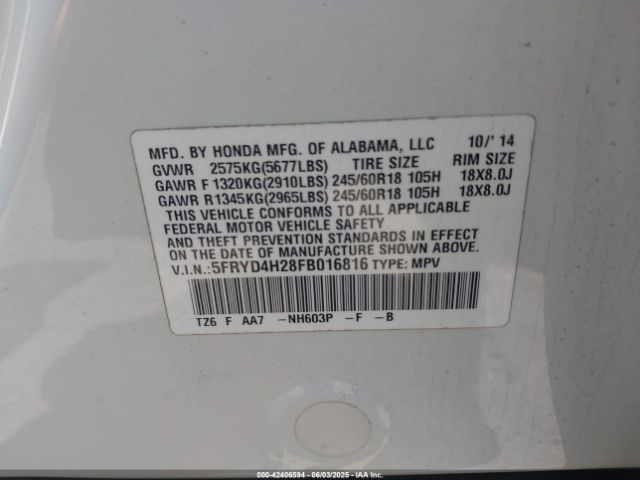 MFD. BY HONDA MFG. OF ALABAMA, LLC 10/'14
GVWR 2575KG(5677LBS) TIRE SIZE RIM SIZE
GAWR F 1320KG(2910LBS) 245/60R18 105H 18X8.0J
GAWR R1345KG(2965LBS) 245/60R18 105H 18X8.0J
THIS VEHICLE CONFORMS TO ALL APPLICABLE
FEDERAL MOTOR VEHICLE SAFETY
AND THEFT PREVENTION STANDARDS IN EFFECT
ON THE DATE OF MANUFACTURE SHOWN ABOVE.
V.I.N.:5FRYD4H28FB016816 TYPE: MPV
TZ6 F AA7 -NH603P -F -B
© 42406594 - 06/03/2025 - IAA Inc.